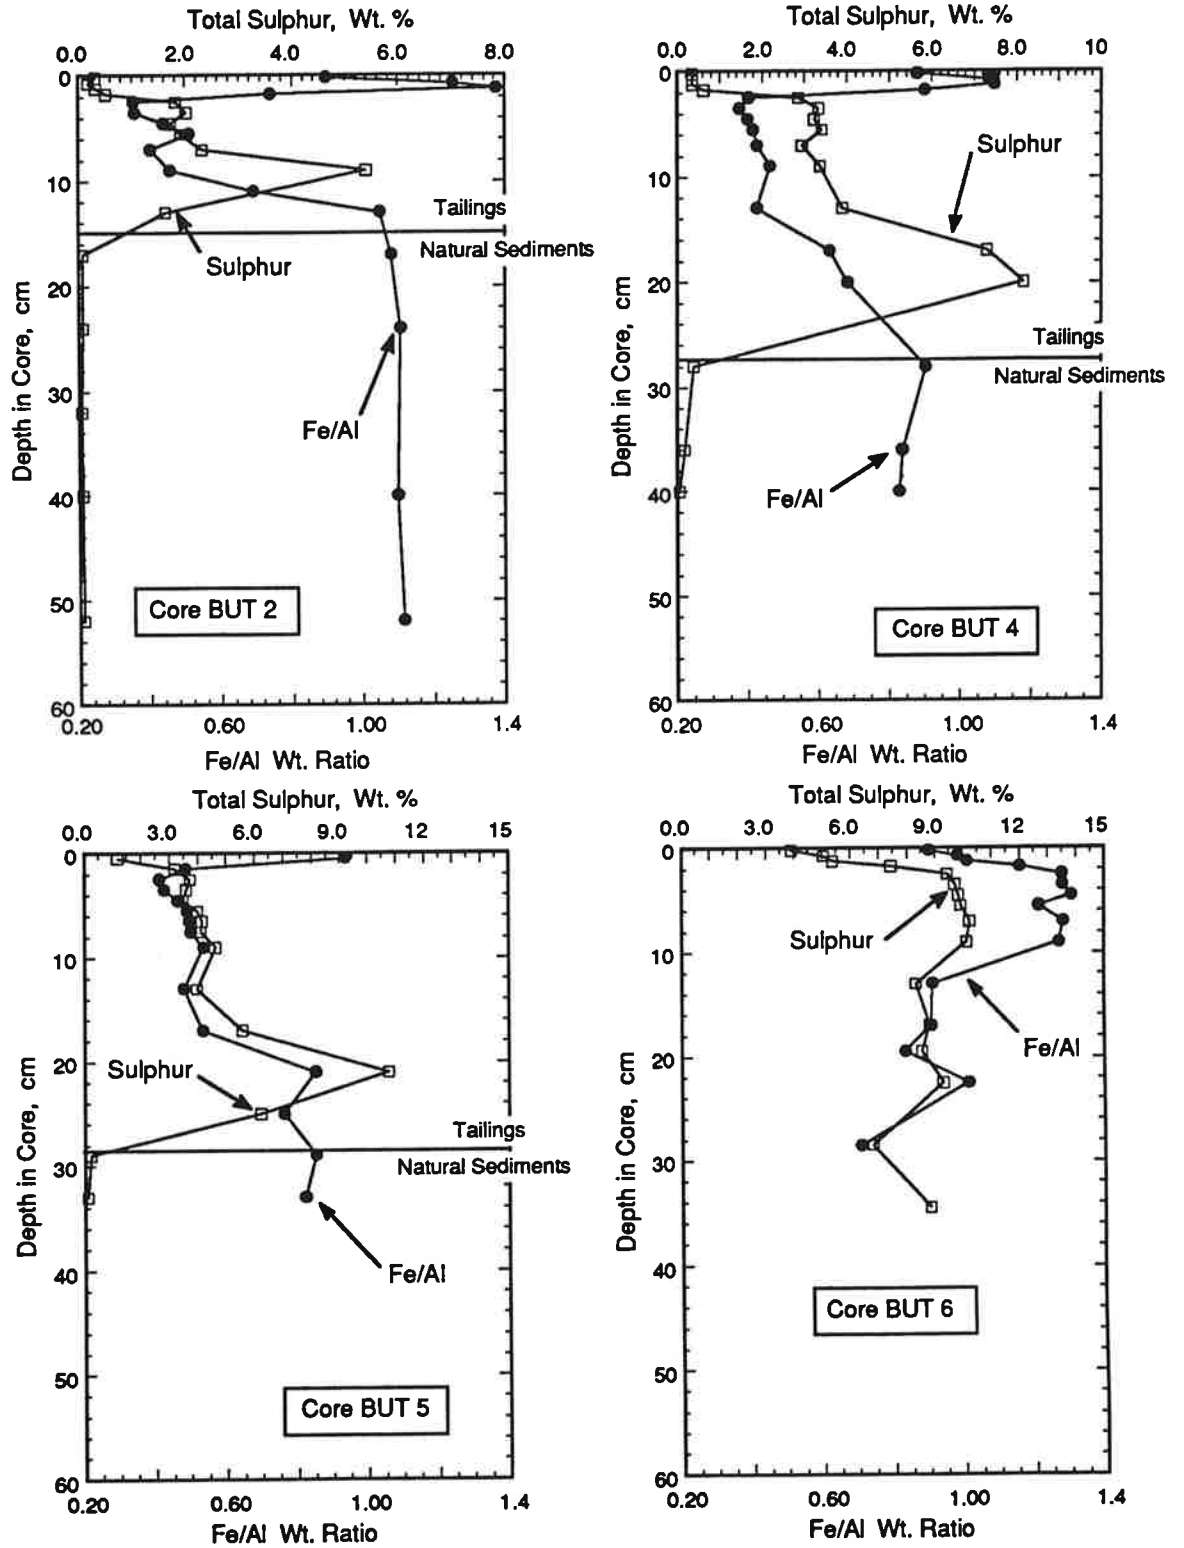 Total Sulphur, Wt. %
0.0 2.0 4.0 6.0 8.0
0
10
20
30
40
50
60
Depth in Core, cm
Tailings
Natural Sediments
Sulphur
Fe/Al
Core BUT 2
0.20 0.60 1.00 1.4
Fe/Al Wt. Ratio
Total Sulphur, Wt. %
0.0 2.0 4.0 6.0 8.0 10
0
10
20
30
40
50
60
Depth in Core, cm
Sulphur
Tailings
Natural Sediments
Fe/Al
Core BUT 4
0.20 0.60 1.00 1.4
Fe/Al Wt. Ratio
Total Sulphur, Wt. %
0.0 3.0 6.0 9.0 12 15
0
10
20
30
40
50
60
Depth in Core, cm
Sulphur
Tailings
Natural Sediments
Fe/Al
Core BUT 5
0.20 0.60 1.00 1.4
Fe/Al Wt. Ratio
Total Sulphur, Wt. %
0.0 3.0 6.0 9.0 12 15
0
10
20
30
40
50
60
Depth in Core, cm
Sulphur
Fe/Al
Core BUT 6
0.20 0.60 1.00 1.4
Fe/Al Wt. Ratio